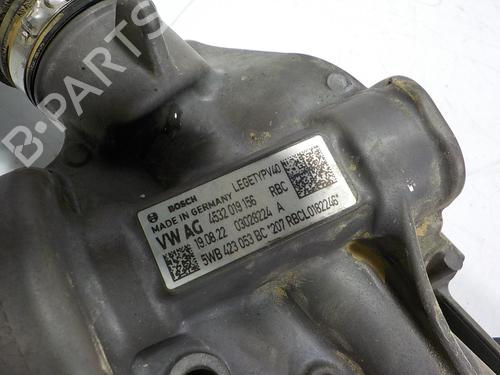 B-PARTS
BOSCH LEGETYPV40
MADE IN GERMANY RBC
VW AG 4532 019 156
19.08.22 03028224 A
5WB 423 053 BC *207 RBCL0182246*